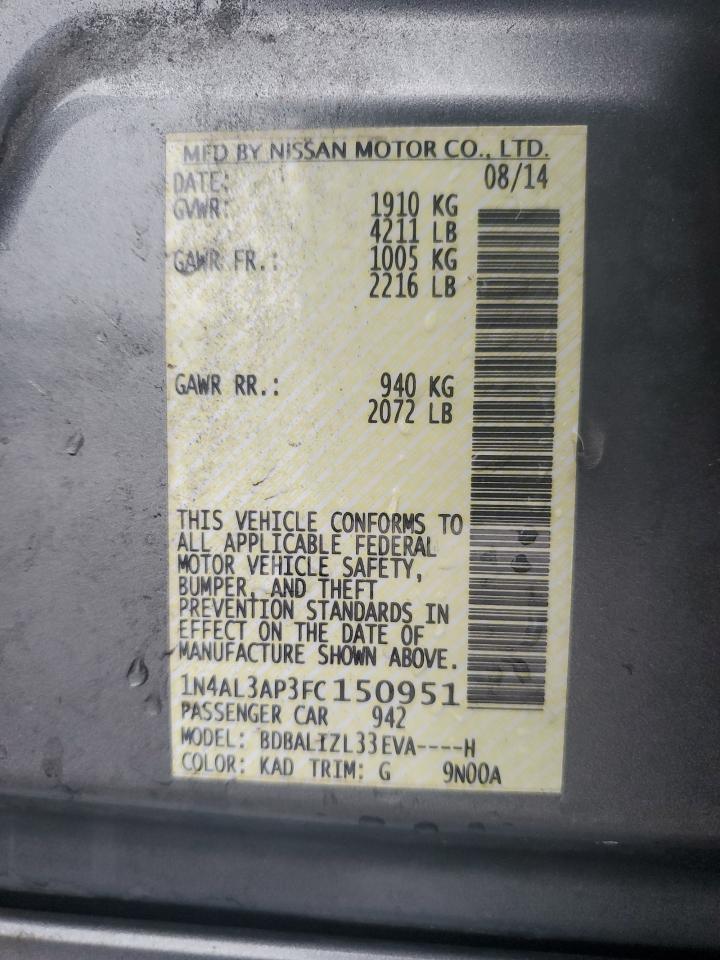 MFD BY NISSAN MOTOR CO., LTD.
DATE: 08/14
GVWR: 1910 KG
4211 LB
GAWR FR.: 1005 KG
2216 LB
GAWR RR.: 940 KG
2072 LB
THIS VEHICLE CONFORMS TO
ALL APPLICABLE FEDERAL
MOTOR VEHICLE SAFETY,
BUMPER, AND THEFT
PREVENTION STANDARDS IN
EFFECT ON THE DATE OF
MANUFACTURE SHOWN ABOVE.
1N4AL3AP3FC150951
PASSENGER CAR 942
MODEL: BDBALIZL33EVA----H
COLOR: KAD TRIM: G 9N00A